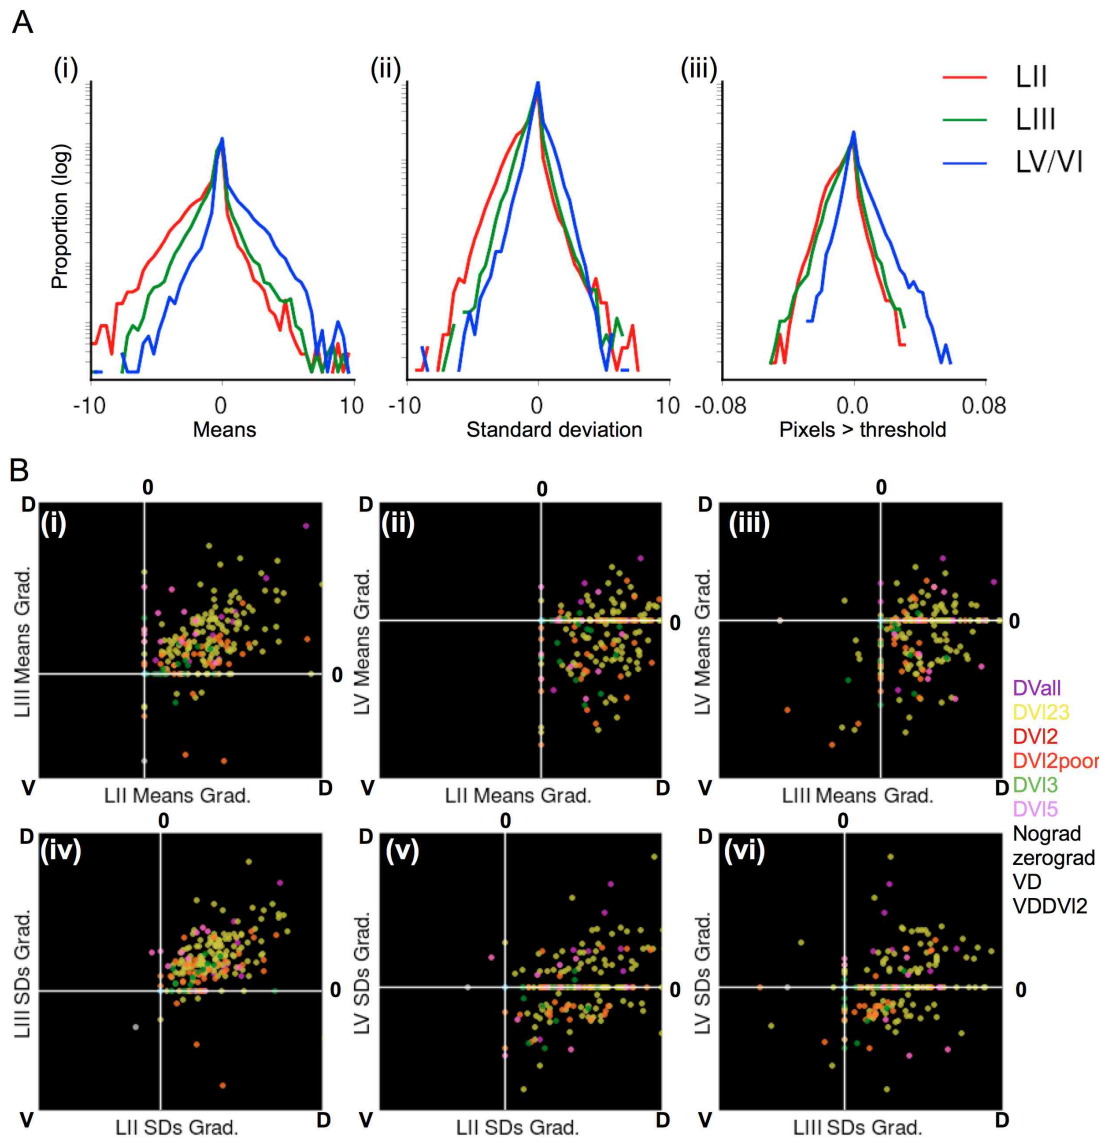 A
(i)
(ii)
(iii)
LII
LIII
LV/VI
Proportion (log)
-10
0
10
-10
0
10
-0.08
0.0
0.08
Means
Standard deviation
Pixels > threshold
B
0
0
0
D
(i)
LIII Means Grad.
0
V
D
LII Means Grad.
D
(ii)
LV Means Grad.
0
V
D
LII Means Grad.
D
(iii)
LV Means Grad.
0
V
D
LIII Means Grad.
DVall
DVl23
DVl2
DVl2poor
DVl3
DVl5
Nograd
zerograd
VD
VDDVl2
0
0
0
D
(iv)
LIII SDs Grad.
0
V
D
LII SDs Grad.
D
(v)
LV SDs Grad.
0
V
D
LII SDs Grad.
D
(vi)
LV SDs Grad.
0
V
D
LIII SDs Grad.